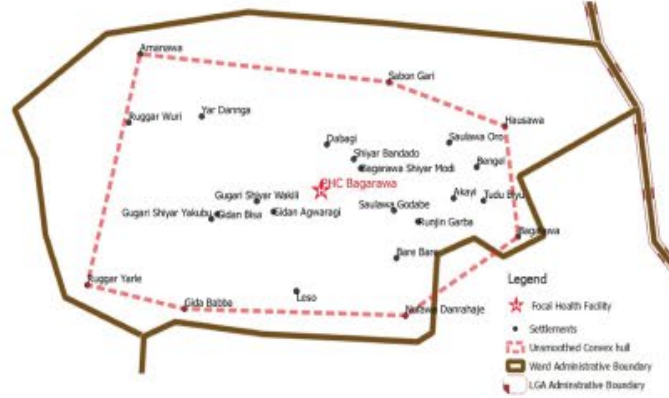 Amanawa
Sabon Gari
Ruggar Wuri
Yar Dannga
Hausawa
Dabagi
Saulawa Oro
Shiyar Bandado
Bagarawa Shiyar Modi
Bengel
PHC Bagarawa
Gugari Shiyar Wakili
Akayi
Tudu Biyu
Gugari Shiyar Yakubu
Gidan Bisa
Gidan Agwaragi
Saulawa Godabe
Runjin Garba
Bagarawa
Bare Bare
Ruggar Yarle
Leso
Gida Babba
Danrahaje
Legend
Focal Health Facility
Settlements
Unsmoothed Convex hull
Ward Administrative Boundary
LGA Adminstrative Boundary